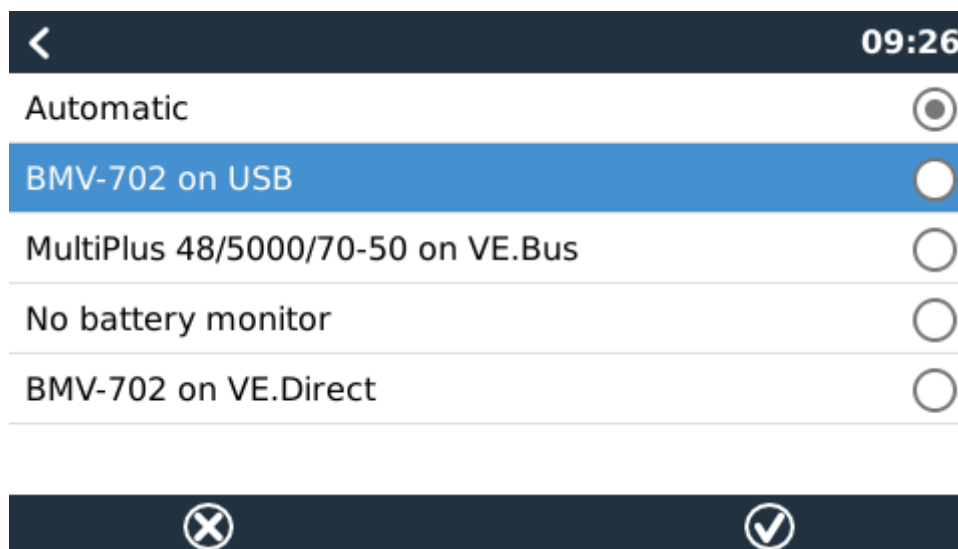 09:26
Automatic
BMV-702 on USB
MultiPlus 48/5000/70-50 on VE.Bus
No battery monitor
BMV-702 on VE.Direct